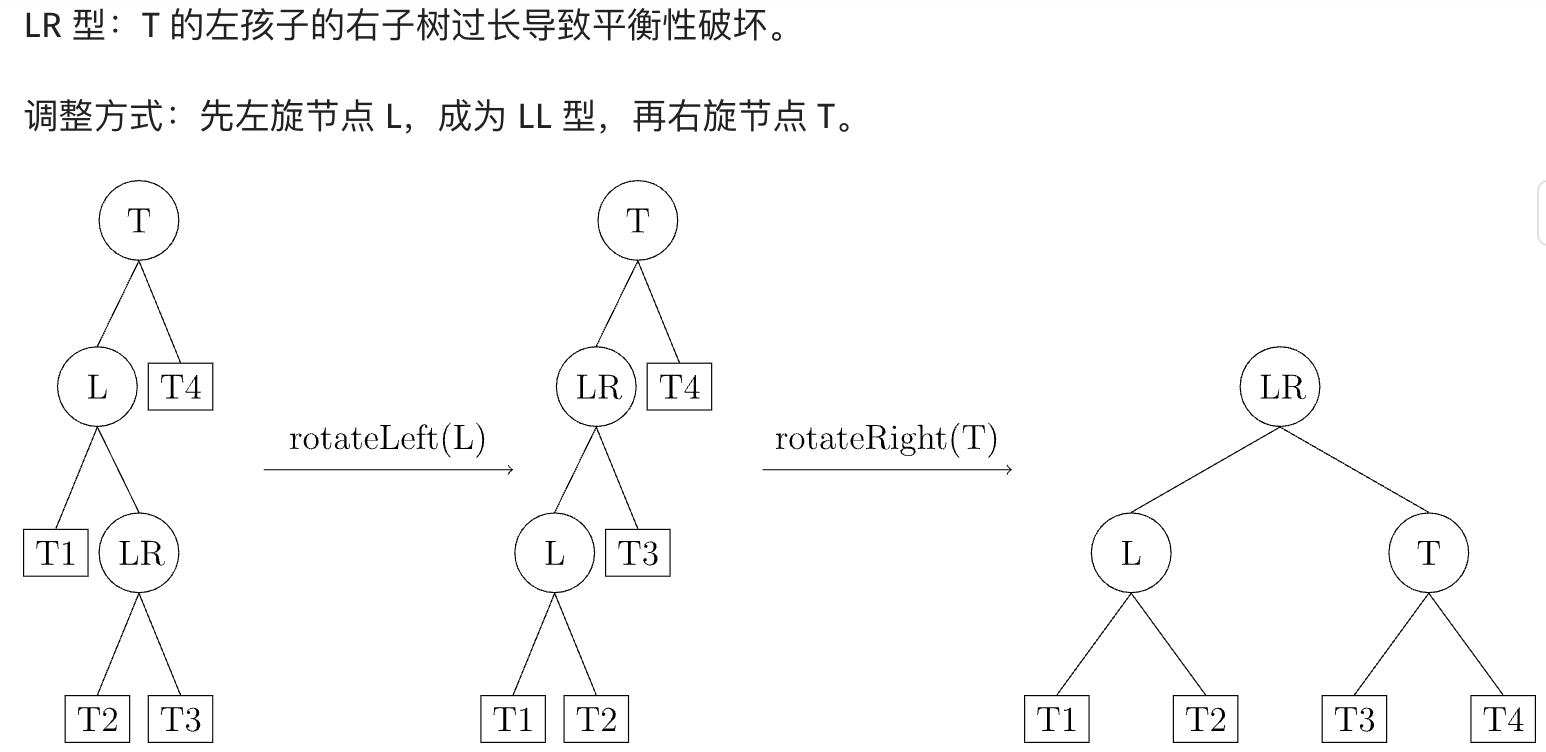 LR 型：T 的左孩子的右子树过长导致平衡性破坏。
调整方式：先左旋节点 L，成为 LL 型，再右旋节点 T。
T
L
T4
T1
LR
T2
T3
rotateLeft(L)
T
LR
T4
L
T3
T1
T2
rotateRight(T)
LR
L
T
T1
T2
T3
T4